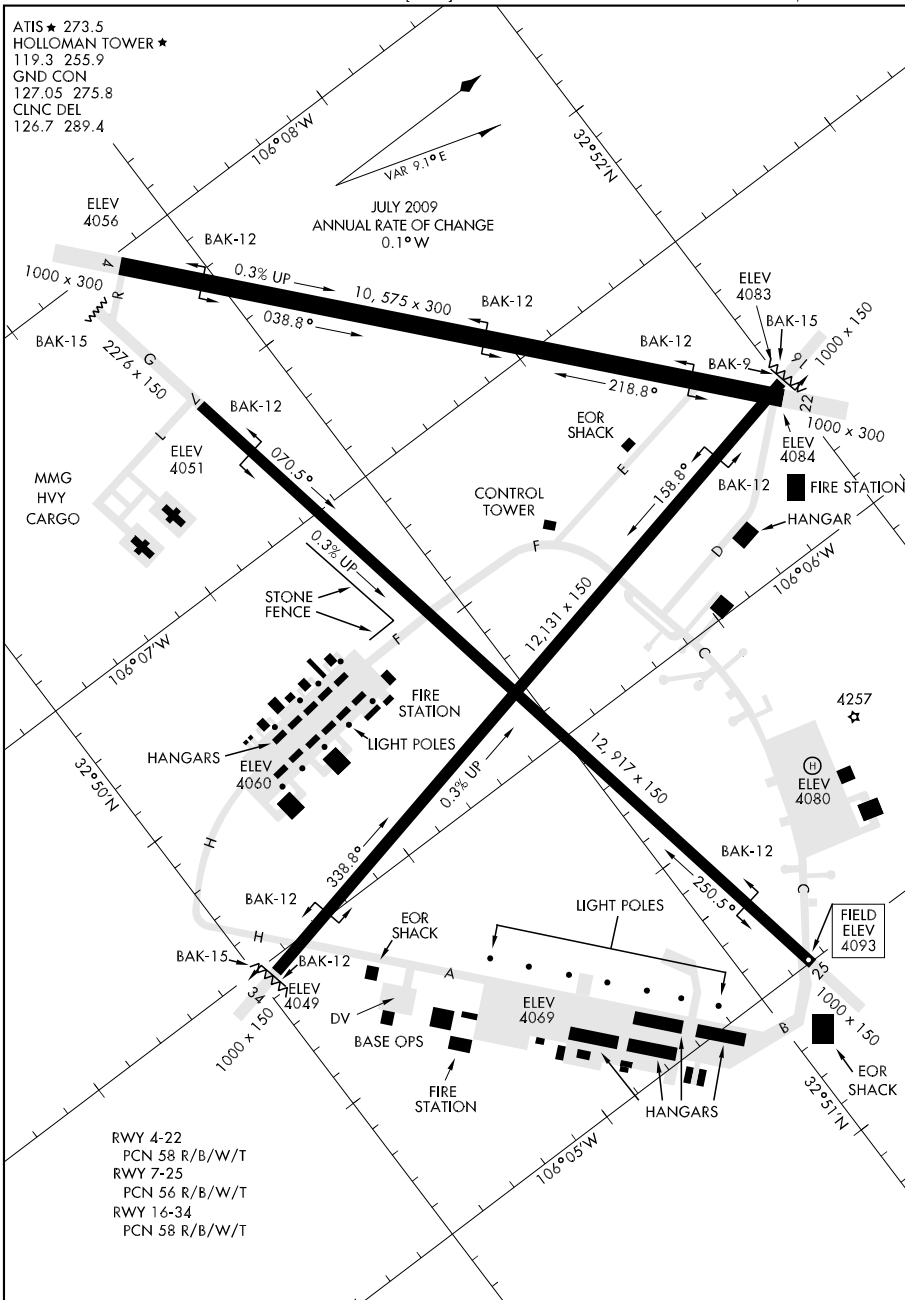 ATIS ★ 273.5
HOLLOMAN TOWER ★
119.3 255.9
GND CON
127.05 275.8
CLNC DEL
126.7 289.4
106°08'W
VAR 9.1° E
32°52'N
JULY 2009
ANNUAL RATE OF CHANGE
0.1° W
ELEV
4056
BAK-12
1000 x 300
4
0.3% UP
10,575 x 300
038.8°
BAK-12
BAK-12
ELEV
4083
BAK-15
BAK-9
16
1000 x 150
218.8°
22
1000 x 300
ELEV
4084
R
BAK-15
2276 x 150
G
7
L
ELEV
4051
BAK-12
070.5°
EOR
SHACK
E
158.8°
BAK-12
FIRE STATION
HANGAR
MMG
HVY
CARGO
CONTROL
TOWER
F
D
0.3% UP
STONE
FENCE
F
12,131 x 150
106°06'W
106°07'W
C
FIRE
STATION
LIGHT POLES
HANGARS
ELEV
4060
0.3% UP
12,917 x 150
4257
H
ELEV
4080
32°50'N
H
338.8°
BAK-12
250.5°
C
BAK-12
H
EOR
SHACK
LIGHT POLES
FIELD
ELEV
4093
BAK-15
BAK-12
34
ELEV
4049
1000 x 150
A
DV
BASE OPS
ELEV
4069
25
1000 x 150
B
FIRE
STATION
HANGARS
EOR
SHACK
32°51'N
106°05'W
RWY 4-22
PCN 58 R/B/W/T
RWY 7-25
PCN 56 R/B/W/T
RWY 16-34
PCN 58 R/B/W/T